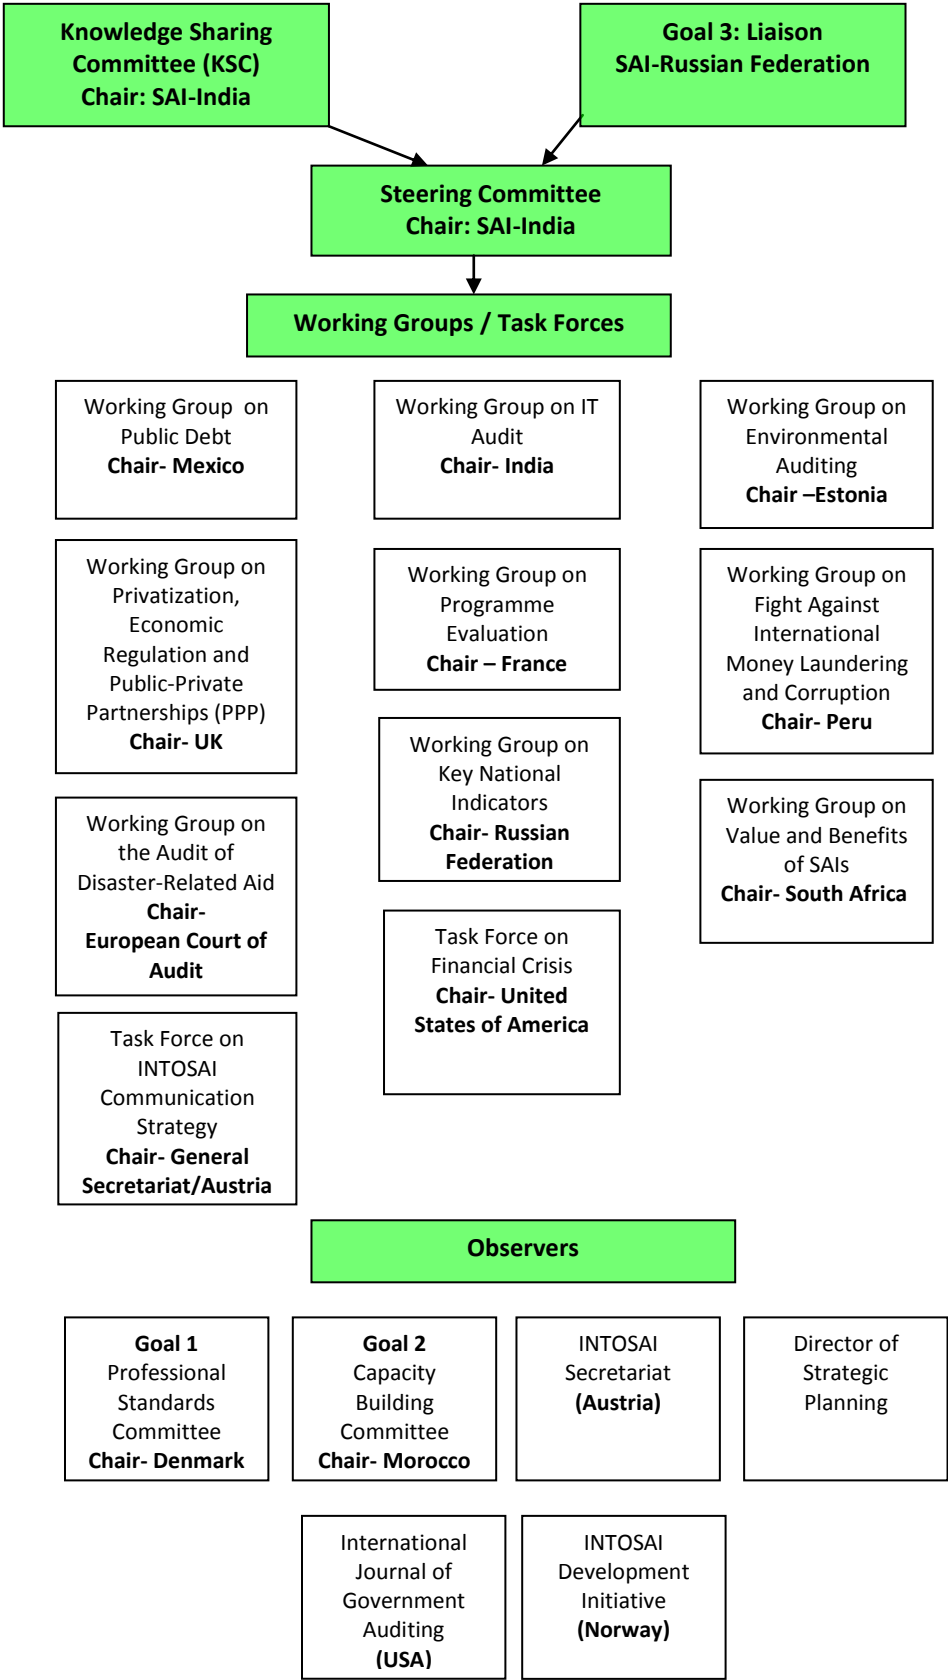 Knowledge Sharing
Committee (KSC)
Chair: SAI-India
Goal 3: Liaison
SAI-Russian Federation
Steering Committee
Chair: SAI-India
Working Groups / Task Forces
Working Group  on
Public Debt
Chair- Mexico
Working Group on IT
Audit
Chair- India
Working Group on
Environmental
Auditing
Chair –Estonia
Working Group on
Privatization,
Economic
Regulation and
Public-Private
Partnerships (PPP)
Chair- UK
Working Group on
Programme
Evaluation
Chair – France
Working Group on
Fight Against
International
Money Laundering
and Corruption
Chair- Peru
Working Group on
Key National
Indicators
Chair- Russian
Federation
Working Group on
the Audit of
Disaster-Related Aid
Chair-
European Court of
Audit
Working Group on
Value and Benefits
of SAIs
Chair- South Africa
Task Force on
Financial Crisis
Chair- United
States of America
Task Force on
INTOSAI
Communication
Strategy
Chair- General
Secretariat/Austria
Observers
Goal 1
Professional
Standards
Committee
Chair- Denmark
Goal 2
Capacity
Building
Committee
Chair- Morocco
INTOSAI
Secretariat
(Austria)
Director of
Strategic
Planning
International
Journal of
Government
Auditing
(USA)
INTOSAI
Development
Initiative
(Norway)